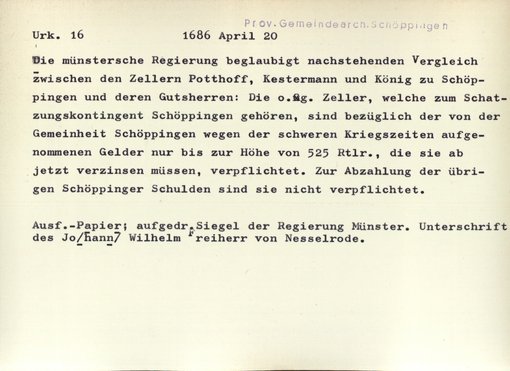 Prov. Gemeindearch. Schöppingen
Urk. 16 1686 April 20
Die münstersche Regierung beglaubigt nachstehenden Vergleich
zwischen den Zellern Potthoff, Kestermann und König zu Schöp-
pingen und deren Gutsherren: Die o.g. Zeller, welche zum Schat-
zungskontingent Schöppingen gehören, sind bezüglich der von der
Gemeinheit Schöppingen wegen der schweren Kriegszeiten aufge-
nommenen Gelder nur bis zur Höhe von 525 Rtlr., die sie ab
jetzt verzinsen müssen, verpflichtet. Zur Abzahlung der übri-
gen Schöppinger Schulden sind sie nicht verpflichtet.
Ausf.-Papier; aufgedr. Siegel der Regierung Münster. Unterschrift
des Jo/hann/ Wilhelm Freiherr von Nesselrode.